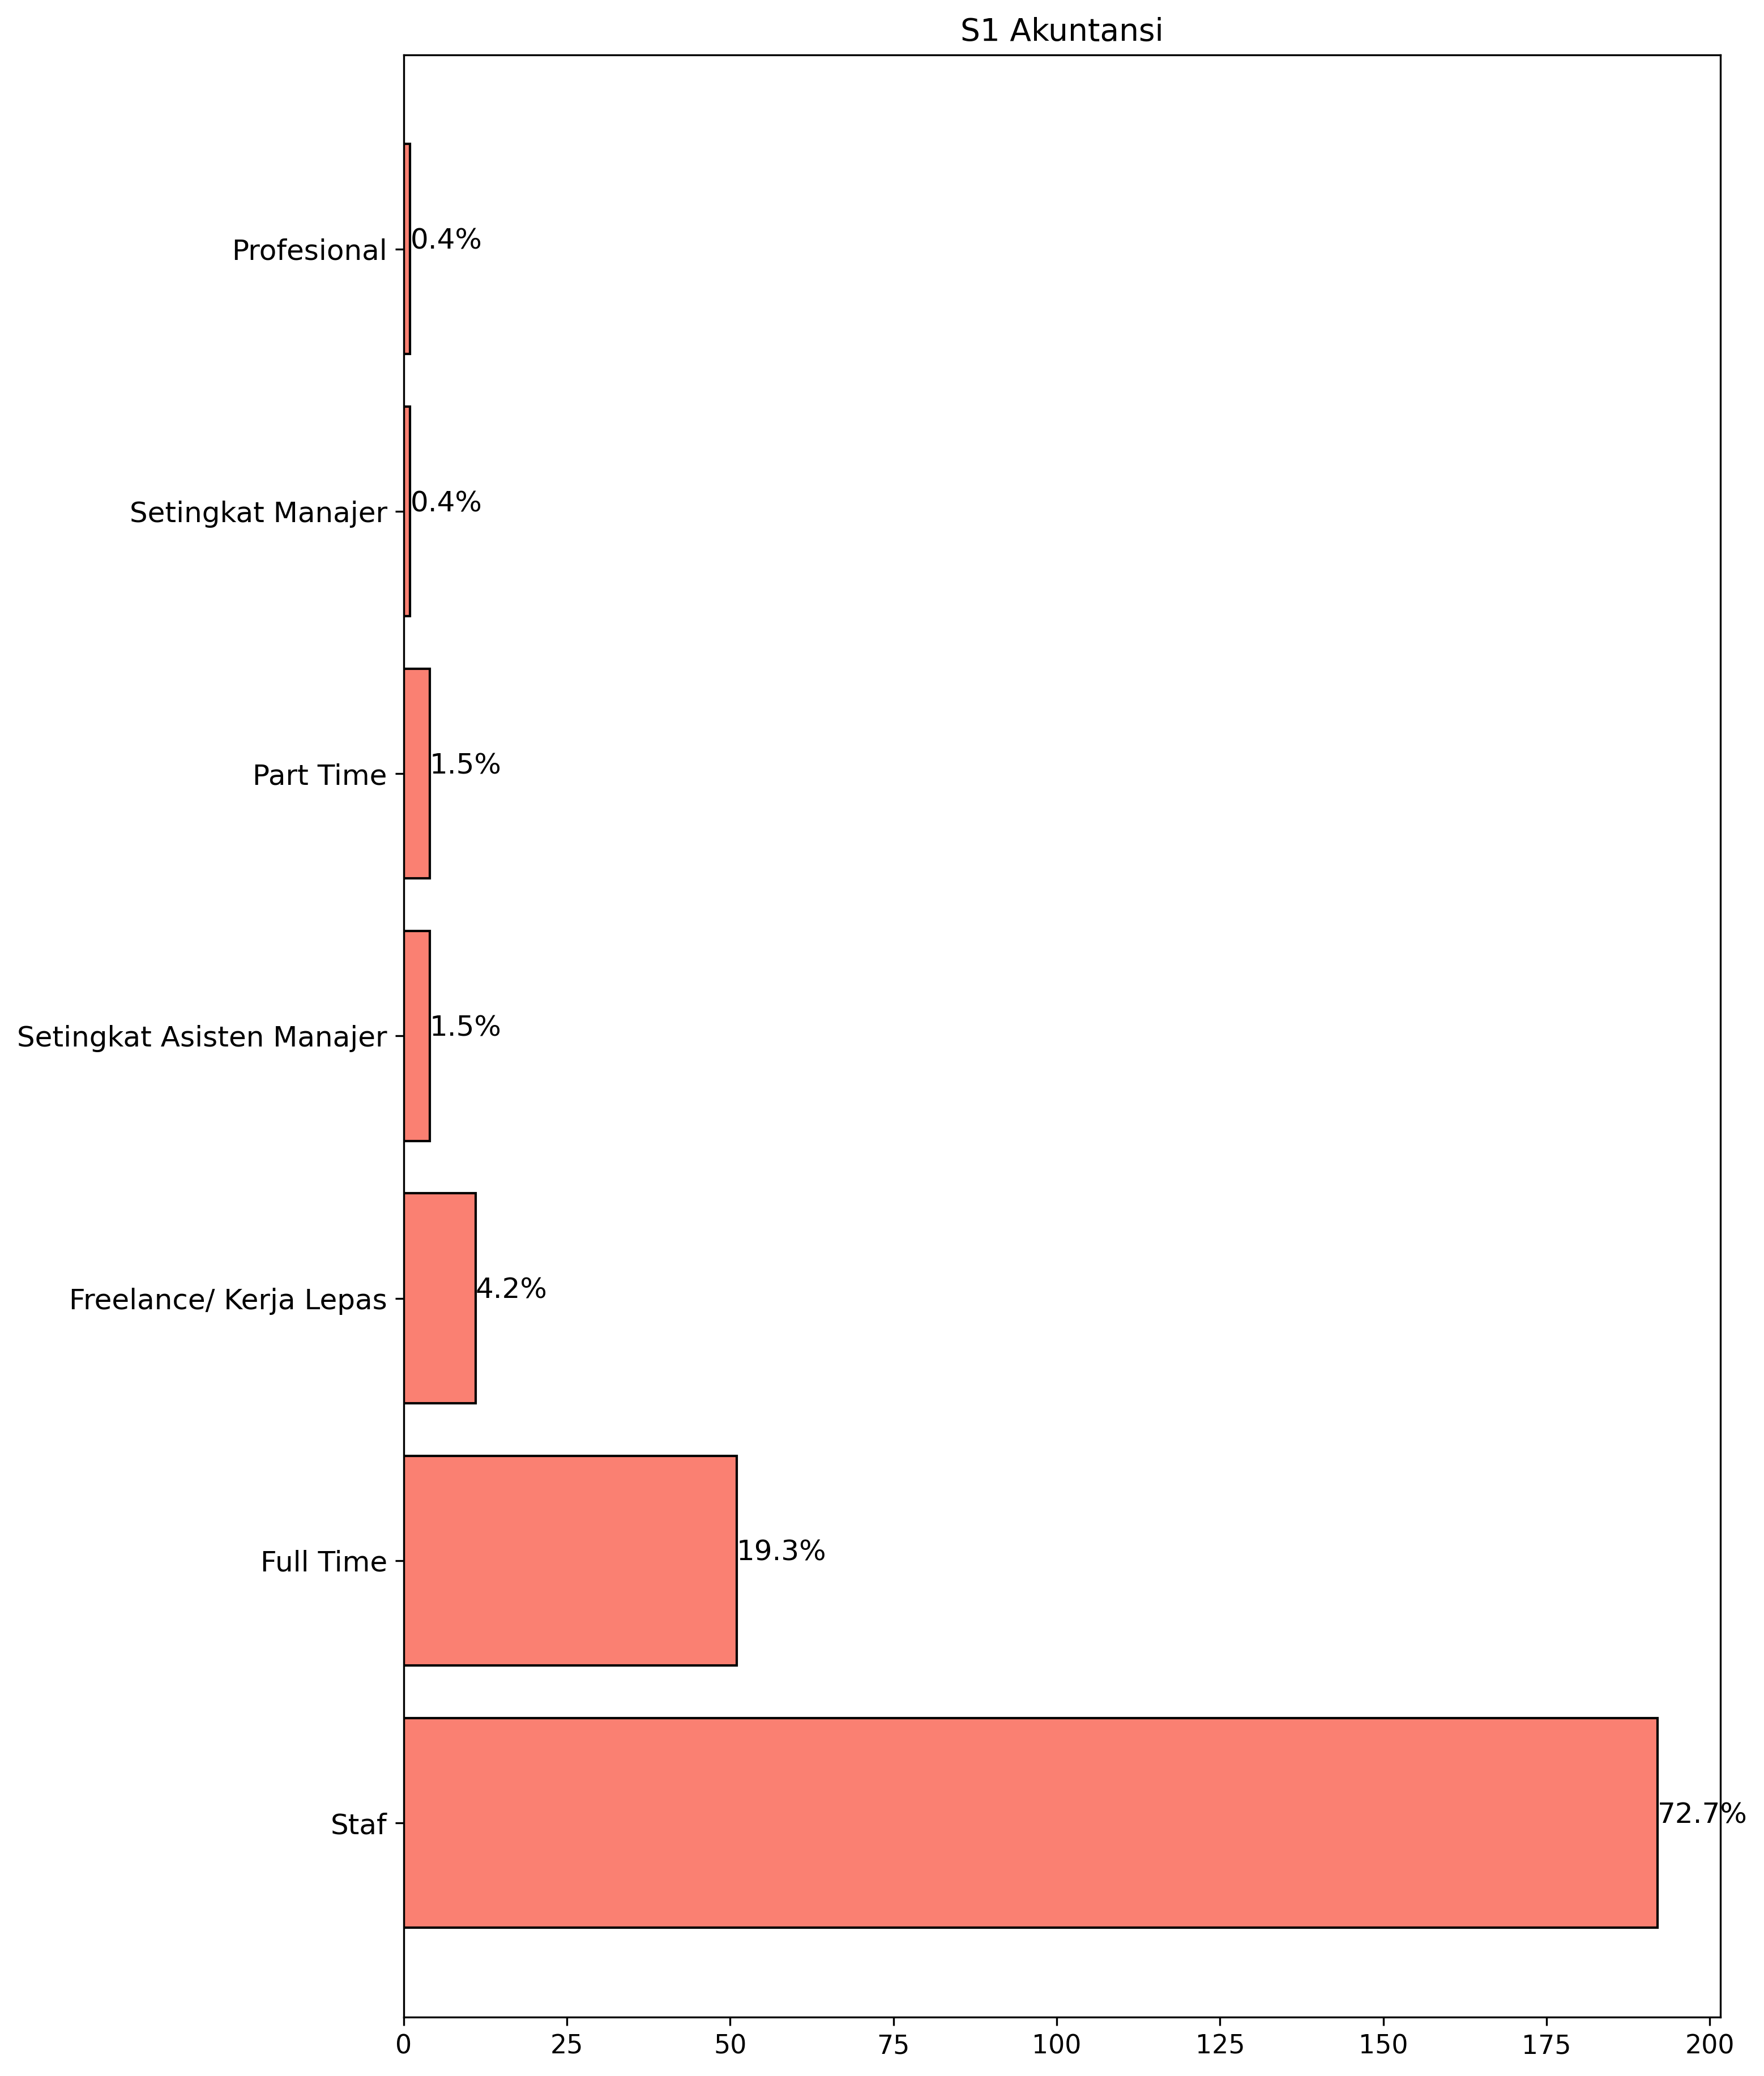 S1 Akuntansi
Profesional 0.4%
Setingkat Manajer 0.4%
Part Time 1.5%
Setingkat Asisten Manajer 1.5%
Freelance/ Kerja Lepas 4.2%
Full Time 19.3%
Staf 72.7%
0 25 50 75 100 125 150 175 200